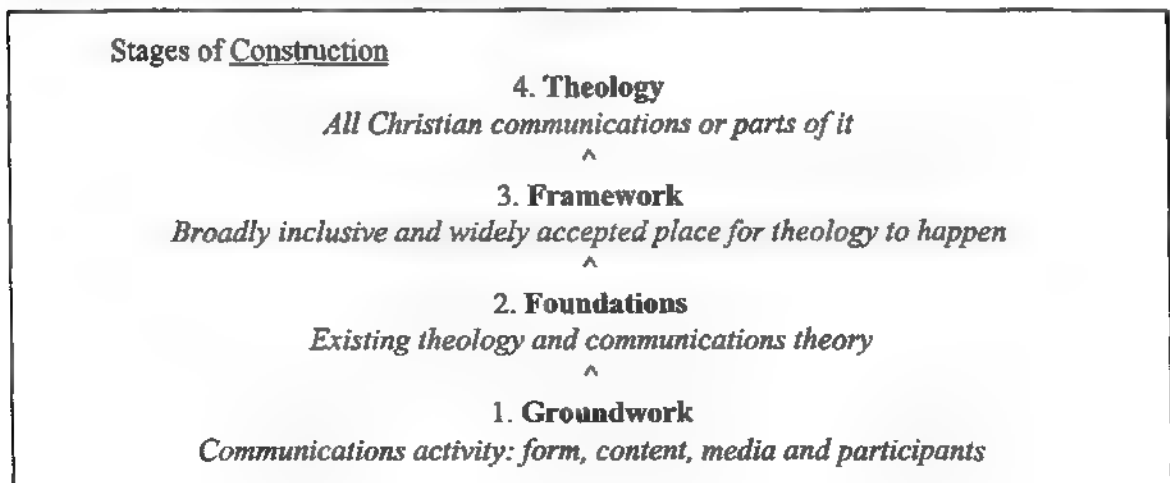 Stages of Construction
4. Theology
All Christian communications or parts of it
^
3. Framework
Broadly inclusive and widely accepted place for theology to happen
^
2. Foundations
Existing theology and communications theory
^
1. Groundwork
Communications activity: form, content, media and participants